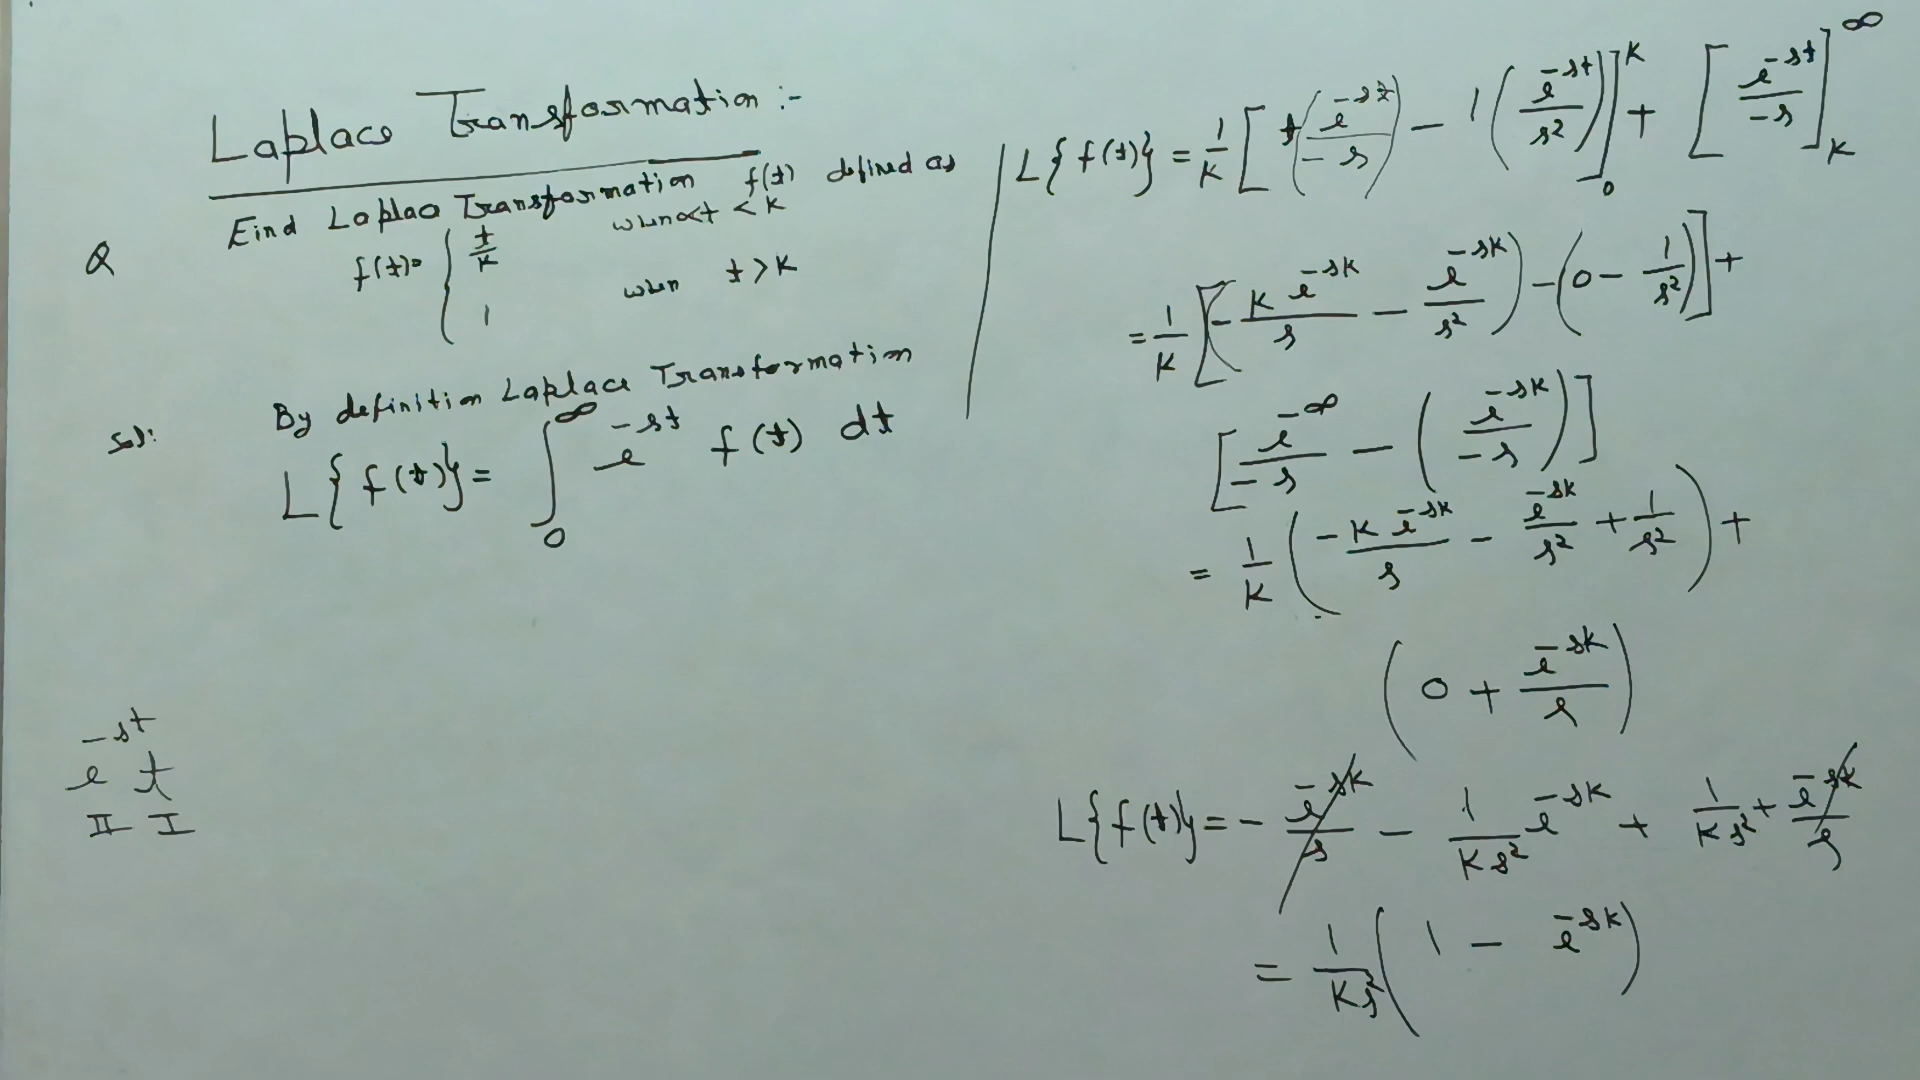 Laplace Transformation :-
Q Find Laplace Transformation f(t) defined as
f(t) = { t/K when 0<t < K
1 when t > K
Sol: By definition Laplace Transformation
L{f(t)} = ∫₀^∞ e^-st f(t) dt
e^-st t
II I
L{f(t)} = 1/K [ t (e^-st/-s) - 1 (e^-st/s²) ]₀^K + [ e^-st/-s ]_K^∞
= 1/K [ (- K e^-sK/s - e^-sK/s²) - (0 - 1/s²) ] +
[ e^-∞/-s - ( e^-sK/-s ) ]
= 1/K ( -K e^-sK/s - e^-sK/s² + 1/s² ) +
( 0 + e^-sK/s )
L{f(t)} = - e^-sK/s - 1/Ks² e^-sK + 1/Ks² + e^-sK/s
= 1/Ks² ( 1 - e^-sK )